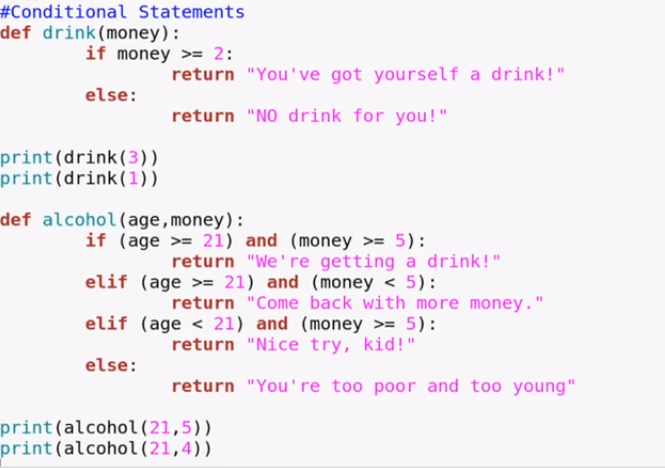 #Conditional Statements
def drink(money):
        if money >= 2:
                return "You've got yourself a drink!"
        else:
                return "NO drink for you!"

print(drink(3))
print(drink(1))

def alcohol(age,money):
        if (age >= 21) and (money >= 5):
                return "We're getting a drink!"
        elif (age >= 21) and (money < 5):
                return "Come back with more money."
        elif (age < 21) and (money >= 5):
                return "Nice try, kid!"
        else:
                return "You're too poor and too young"

print(alcohol(21,5))
print(alcohol(21,4))